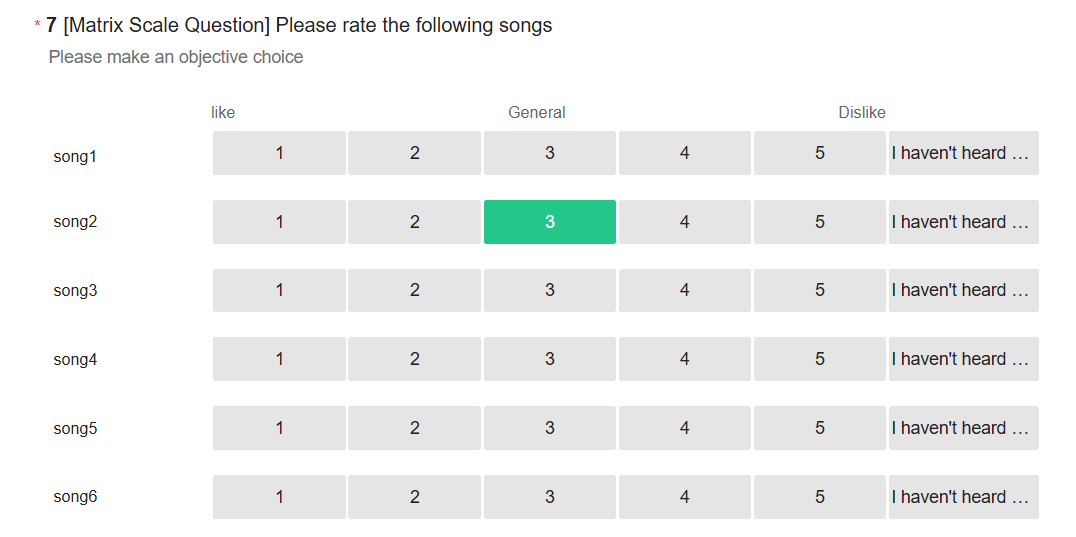 * 7 [Matrix Scale Question] Please rate the following songs
Please make an objective choice
like General Dislike
song1 1 2 3 4 5 I haven't heard …
song2 1 2 3 4 5 I haven't heard …
song3 1 2 3 4 5 I haven't heard …
song4 1 2 3 4 5 I haven't heard …
song5 1 2 3 4 5 I haven't heard …
song6 1 2 3 4 5 I haven't heard …